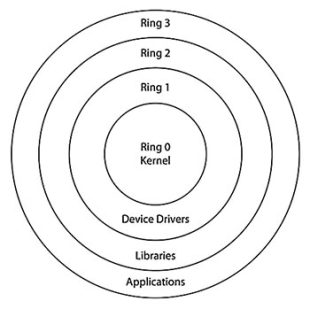 Ring 3
Ring 2
Ring 1
Ring 0
Kernel
Device Drivers
Libraries
Applications